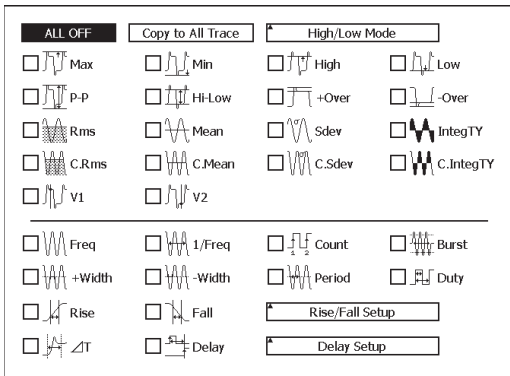 ALL OFF Copy to All Trace High/Low Mode
Max Min High Low
P-P Hi-Low +Over -Over
Rms Mean σ Sdev IntegTY
C.Rms C.Mean σ C.Sdev C.IntegTY
V1 V2
Freq 1/Freq 1 2 Count Burst
+Width -Width Period Duty
Rise Fall Rise/Fall Setup
⊿T Delay Delay Setup